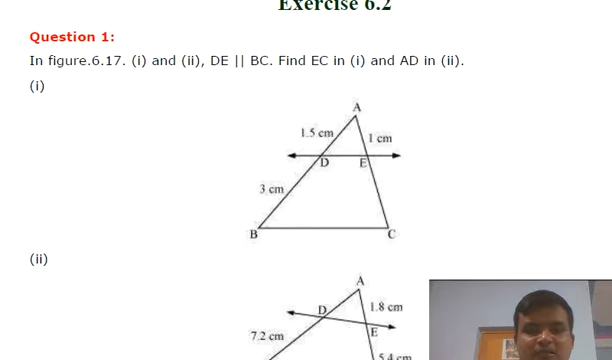 Exercise 6.2
Question 1:
In figure.6.17. (i) and (ii), DE || BC. Find EC in (i) and AD in (ii).
(i)
A
1.5 cm
1 cm
D
E
3 cm
B
C
(ii)
A
1.8 cm
D
7.2 cm
E
5.4 cm